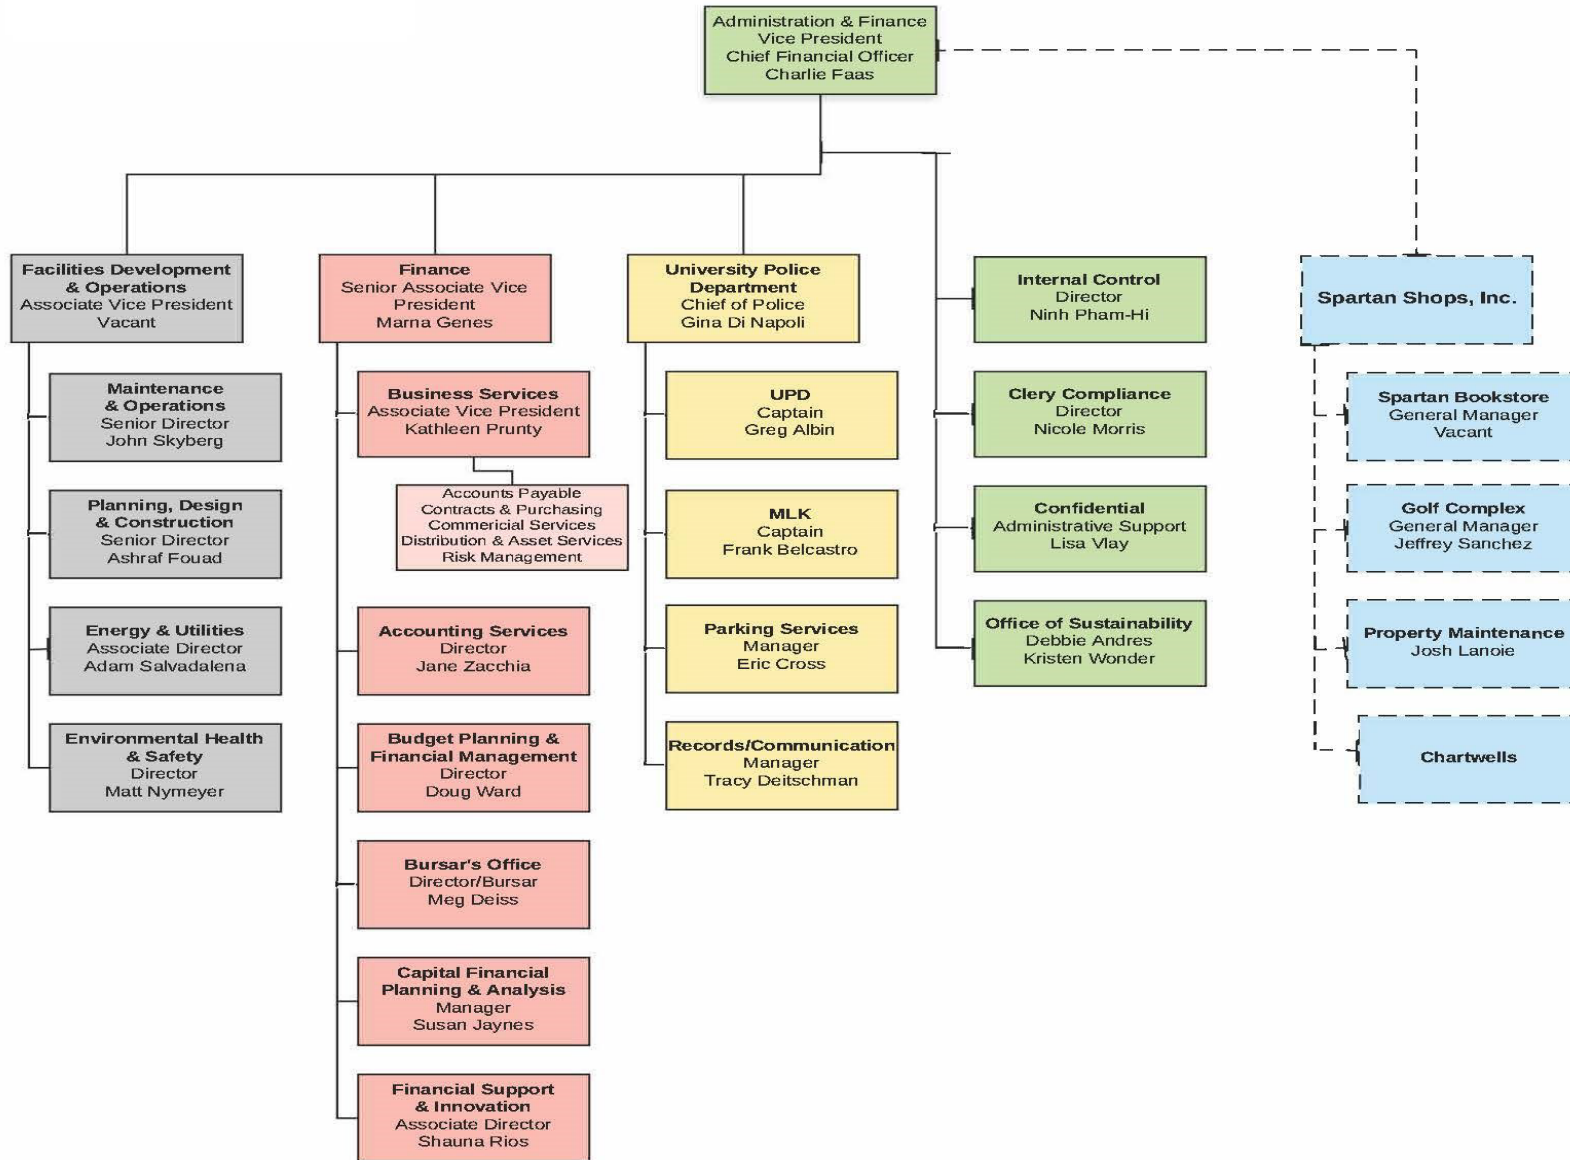 Administration & Finance
Vice President
Chief Financial Officer
Charlie Faas
Facilities Development
& Operations
Associate Vice President
Vacant
Maintenance
& Operations
Senior Director
John Skyberg
Planning, Design
& Construction
Senior Director
Ashraf Fouad
Energy & Utilities
Associate Director
Adam Salvadalena
Environmental Health
& Safety
Director
Matt Nymeyer
Finance
Senior Associate Vice
President
Marna Genes
Business Services
Associate Vice President
Kathleen Prunty
Accounts Payable
Contracts & Purchasing
Commericial Services
Distribution & Asset Services
Risk Management
Accounting Services
Director
Jane Zacchia
Budget Planning &
Financial Management
Director
Doug Ward
Bursar's Office
Director/Bursar
Meg Deiss
Capital Financial
Planning & Analysis
Manager
Susan Jaynes
Financial Support
& Innovation
Associate Director
Shauna Rios
University Police
Department
Chief of Police
Gina Di Napoli
UPD
Captain
Greg Albin
MLK
Captain
Frank Belcastro
Parking Services
Manager
Eric Cross
Records/Communication
Manager
Tracy Deitschman
Internal Control
Director
Ninh Pham-Hi
Clery Compliance
Director
Nicole Morris
Confidential
Administrative Support
Lisa Vlay
Office of Sustainability
Debbie Andres
Kristen Wonder
Spartan Shops, Inc.
Spartan Bookstore
General Manager
Vacant
Golf Complex
General Manager
Jeffrey Sanchez
Property Maintenance
Josh Lanoie
Chartwells